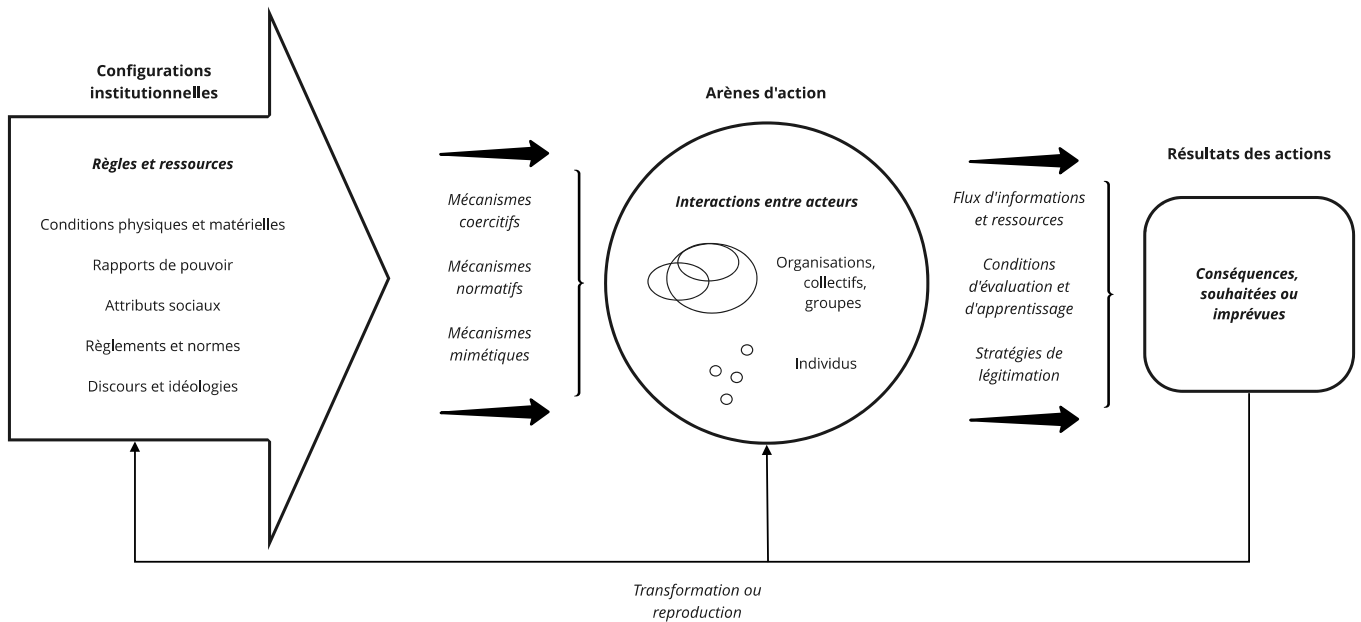 Configurations
institutionnelles
Règles et ressources
Conditions physiques et matérielles
Rapports de pouvoir
Attributs sociaux
Règlements et normes
Discours et idéologies
Mécanismes
coercitifs
Mécanismes
normatifs
Mécanismes
mimétiques
Arènes d'action
Interactions entre acteurs
Organisations,
collectifs,
groupes
Individus
Flux d'informations
et ressources
Conditions
d'évaluation et
d'apprentissage
Stratégies de
légitimation
Résultats des actions
Conséquences,
souhaitées ou
imprévues
Transformation ou
reproduction